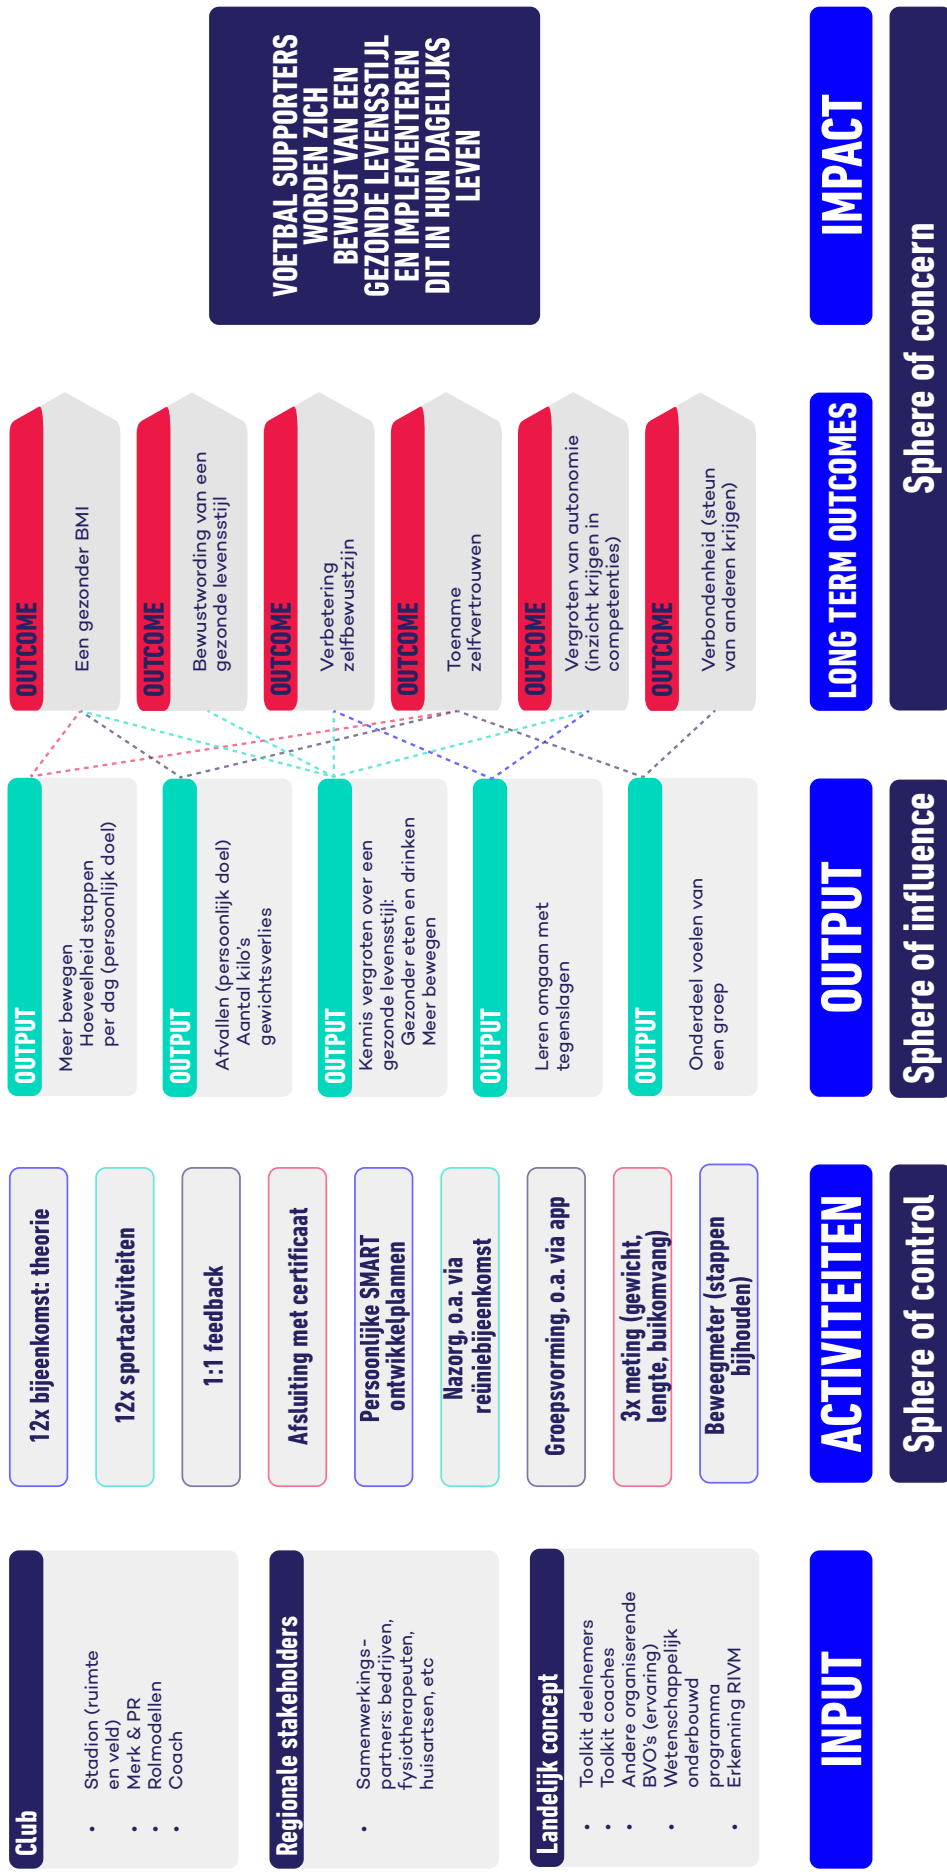 Club
• Stadion (ruimte
en veld)
• Merk & PR
• Rolmodellen
• Coach
Regionale stakeholders
• Samenwerkings-
partners: bedrijven,
fysiotherapeuten,
huisartsen, etc
Landelijk concept
• Toolkit deelnemers
• Toolkit coaches
• Andere organiserende
BVO's (ervaring)
• Wetenschappelijk
onderbouwd
programma
• Erkenning RIVM
INPUT
12x bijeenkomst: theorie
12x sportactiviteiten
1:1 feedback
Afsluiting met certificaat
Persoonlijke SMART
ontwikkelplannen
Nazorg, o.a. via
reüniebijeenkomst
Groepsvorming, o.a. via app
3x meting (gewicht,
lengte, buikomvang)
Beweegmeter (stappen
bijhouden)
ACTIVITEITEN
Sphere of control
OUTPUT
Meer bewegen
Hoeveelheid stappen
per dag (persoonlijk doel)
OUTPUT
Afvallen (persoonlijk doel)
Aantal kilo's
gewichtsverlies
OUTPUT
Kennis vergroten over een
gezonde levensstijl:
Gezonder eten en drinken
Meer bewegen
OUTPUT
Leren omgaan met
tegenslagen
OUTPUT
Onderdeel voelen van
een groep
OUTPUT
Sphere of influence
OUTCOME
Een gezonder BMI
OUTCOME
Bewustwording van een
gezonde levensstijl
OUTCOME
Verbetering
zelfbewustzijn
OUTCOME
Toename
zelfvertrouwen
OUTCOME
Vergroten van autonomie
(inzicht krijgen in
competenties)
OUTCOME
Verbondenheid (steun
van anderen krijgen)
LONG TERM OUTCOMES
VOETBAL SUPPORTERS
WORDEN ZICH
BEWUST VAN EEN
GEZONDE LEVENSSTIJL
EN IMPLEMENTEREN
DIT IN HUN DAGELIJKS
LEVEN
IMPACT
Sphere of concern